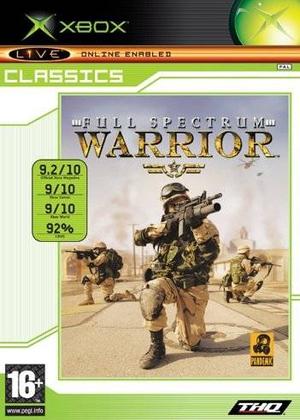 XBOX
LIVE ONLINE ENABLED
CLASSICS
PAL
FULL SPECTRUM
WARRIOR
9.2/10
Official Xbox Magazine
9/10
Xbox Gamer
9/10
Xbox World
92%
PANDEMIC
16+
www.pegi.info
THQ